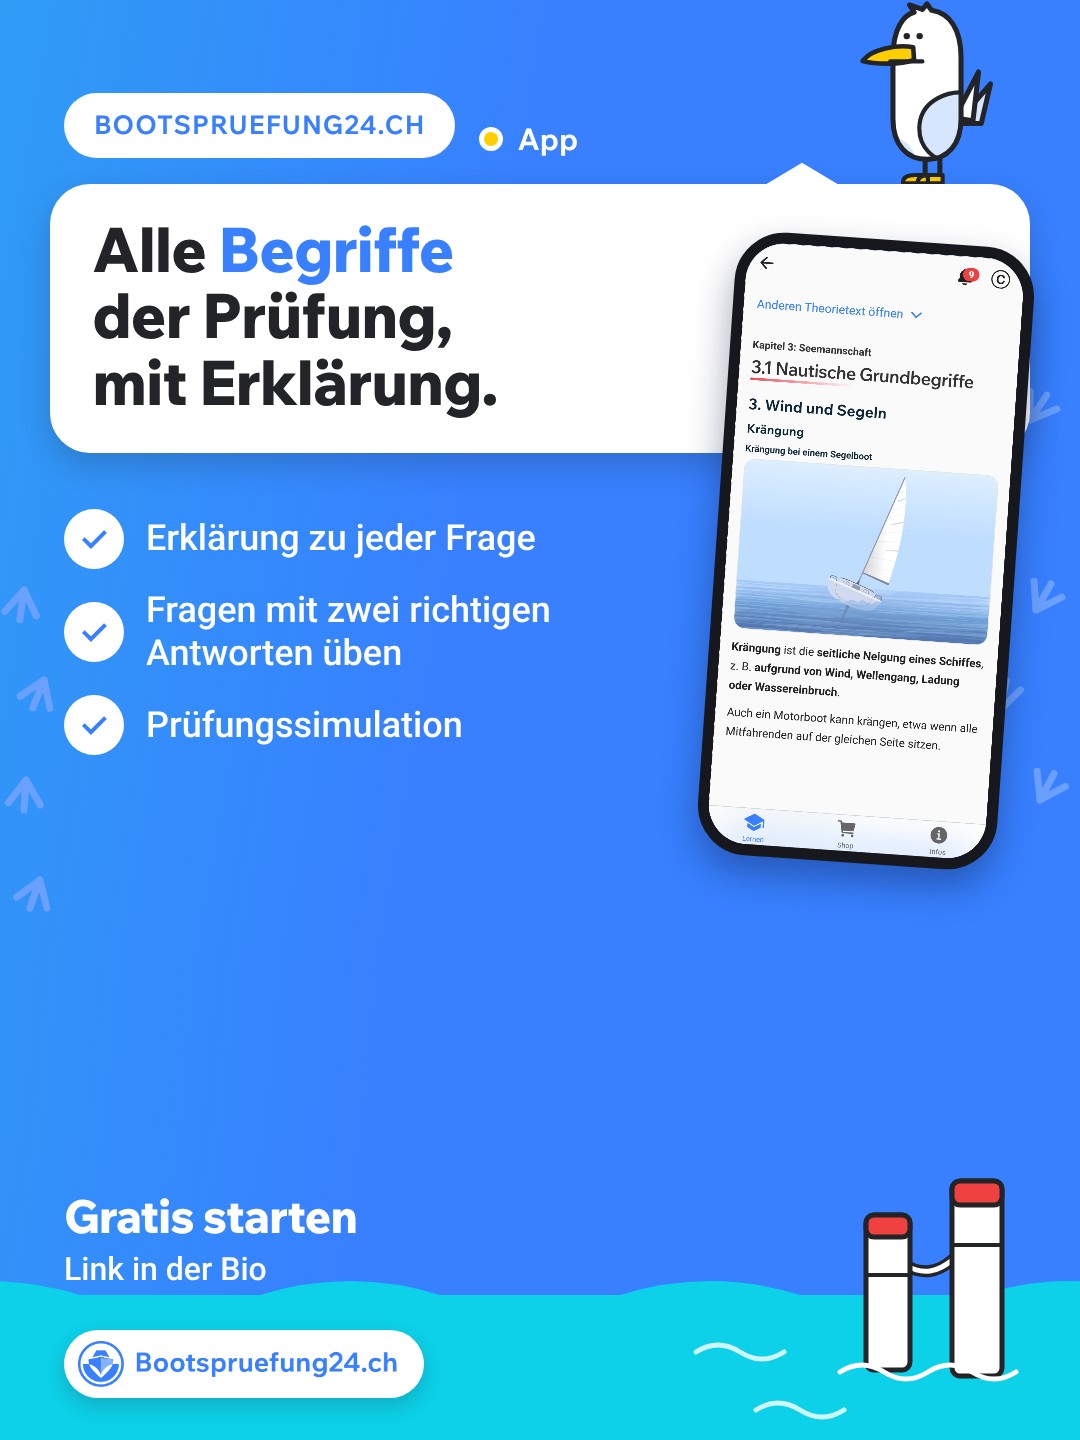 BOOTSPRUEFUNG24.CH
App
Alle Begriffe
der Prüfung,
mit Erklärung.
Erklärung zu jeder Frage
Fragen mit zwei richtigen
Antworten üben
Prüfungssimulation
9
C
Anderen Theorietext öffnen
Kapitel 3: Seemannschaft
3.1 Nautische Grundbegriffe
3. Wind und Segeln
Krängung
Krängung bei einem Segelboot
Krängung ist die seitliche Neigung eines Schiffes,
z. B. aufgrund von Wind, Wellengang, Ladung
oder Wassereinbruch.
Auch ein Motorboot kann krängen, etwa wenn alle
Mitfahrenden auf der gleichen Seite sitzen.
Lernen
Shop
Infos
Gratis starten
Link in der Bio
Bootspruefung24.ch